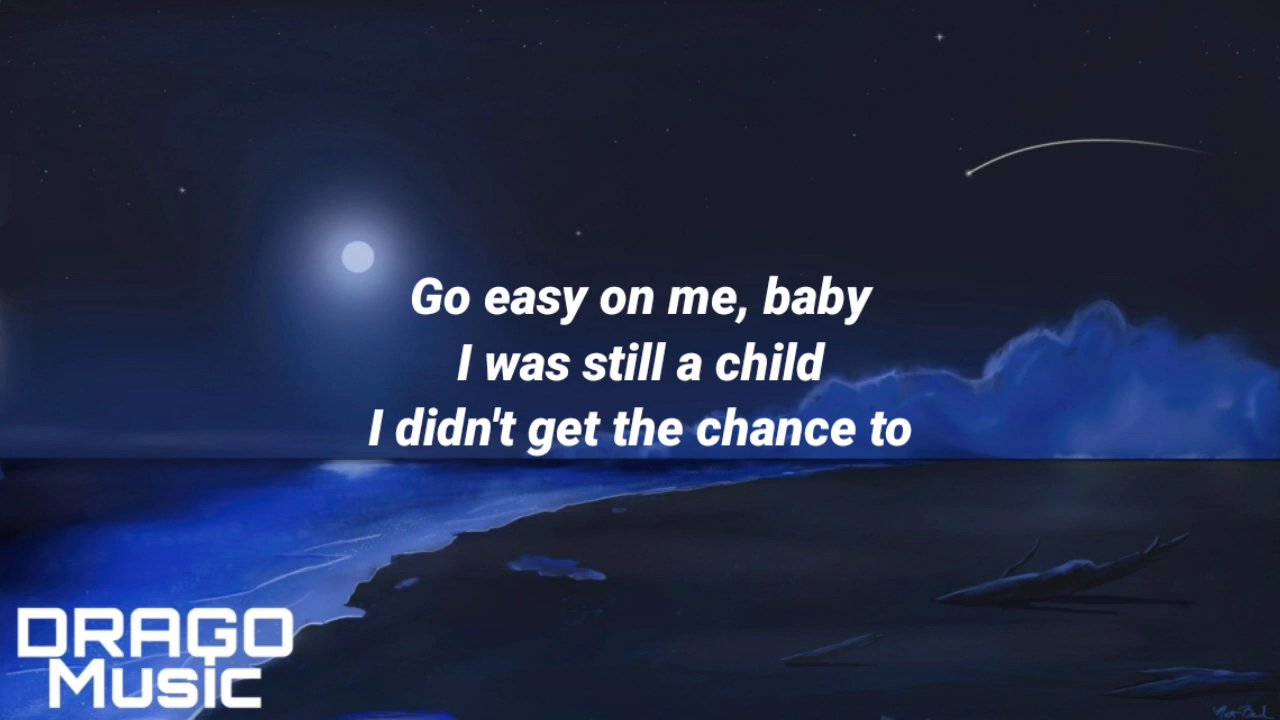 Go easy on me, baby
I was still a child
I didn't get the chance to
DRAGO
Music